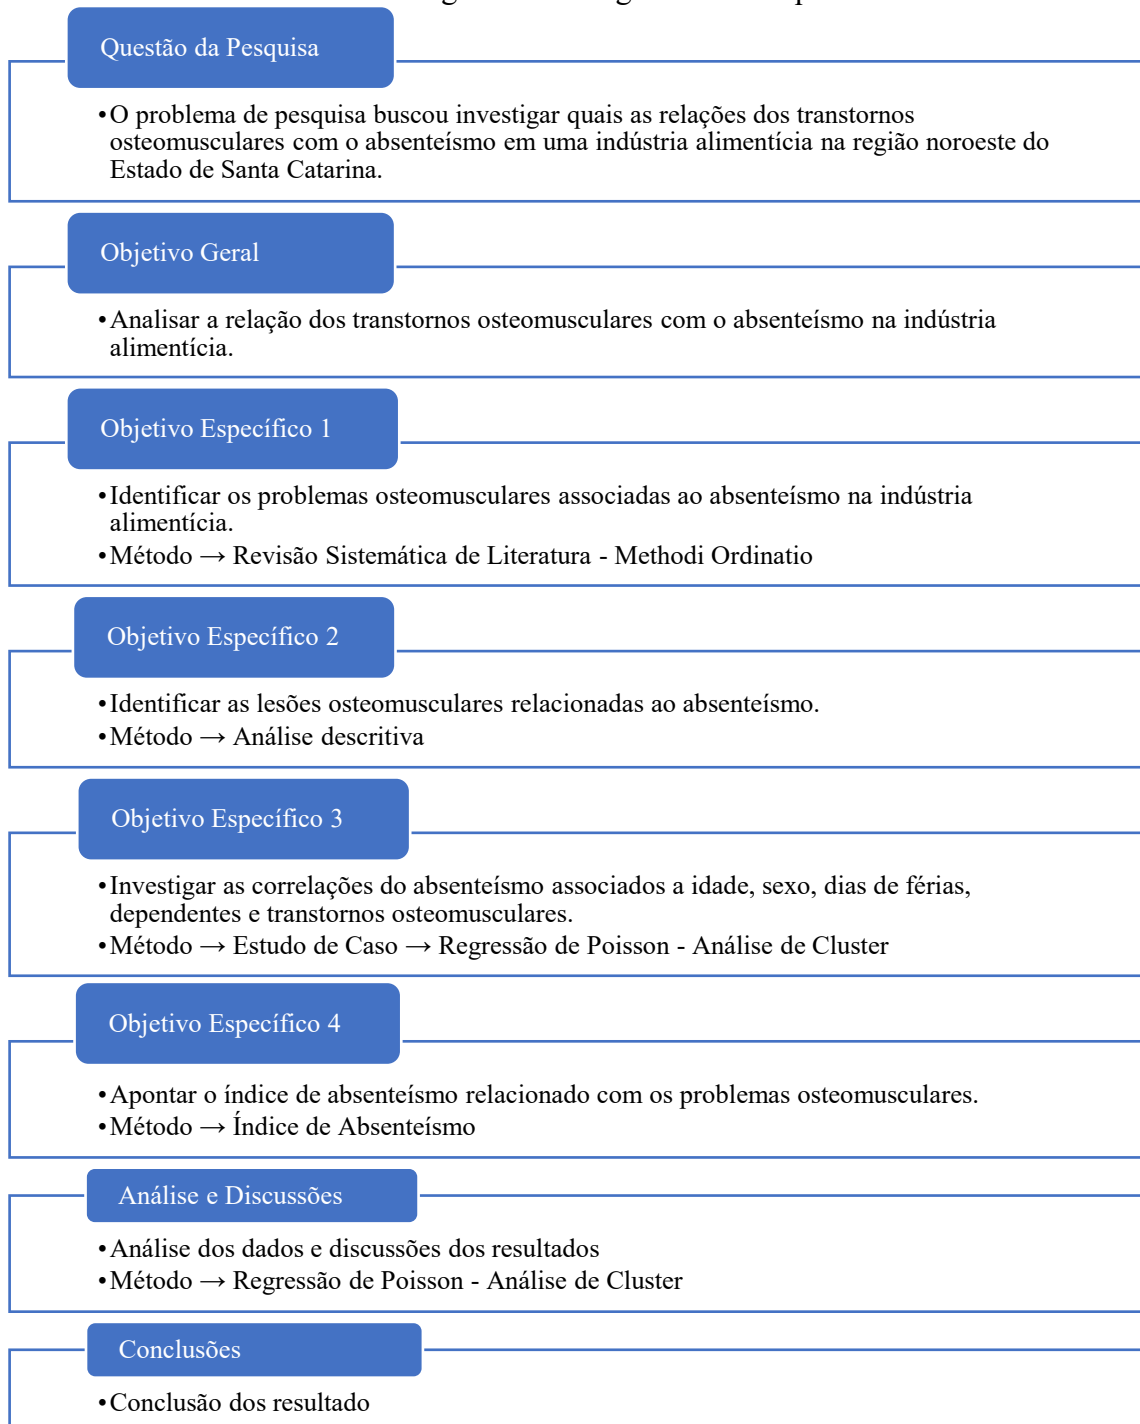 Questão da Pesquisa
•O problema de pesquisa buscou investigar quais as relações dos transtornos
osteomusculares com o absenteísmo em uma indústria alimentícia na região noroeste do
Estado de Santa Catarina.
Objetivo Geral
•Analisar a relação dos transtornos osteomusculares com o absenteísmo na indústria
alimentícia.
Objetivo Específico 1
•Identificar os problemas osteomusculares associadas ao absenteísmo na indústria
alimentícia.
•Método → Revisão Sistemática de Literatura - Methodi Ordinatio
Objetivo Específico 2
•Identificar as lesões osteomusculares relacionadas ao absenteísmo.
•Método → Análise descritiva
Objetivo Específico 3
•Investigar as correlações do absenteísmo associados a idade, sexo, dias de férias,
dependentes e transtornos osteomusculares.
•Método → Estudo de Caso → Regressão de Poisson - Análise de Cluster
Objetivo Específico 4
•Apontar o índice de absenteísmo relacionado com os problemas osteomusculares.
•Método → Índice de Absenteísmo
Análise e Discussões
•Análise dos dados e discussões dos resultados
•Método → Regressão de Poisson - Análise de Cluster
Conclusões
•Conclusão dos resultado